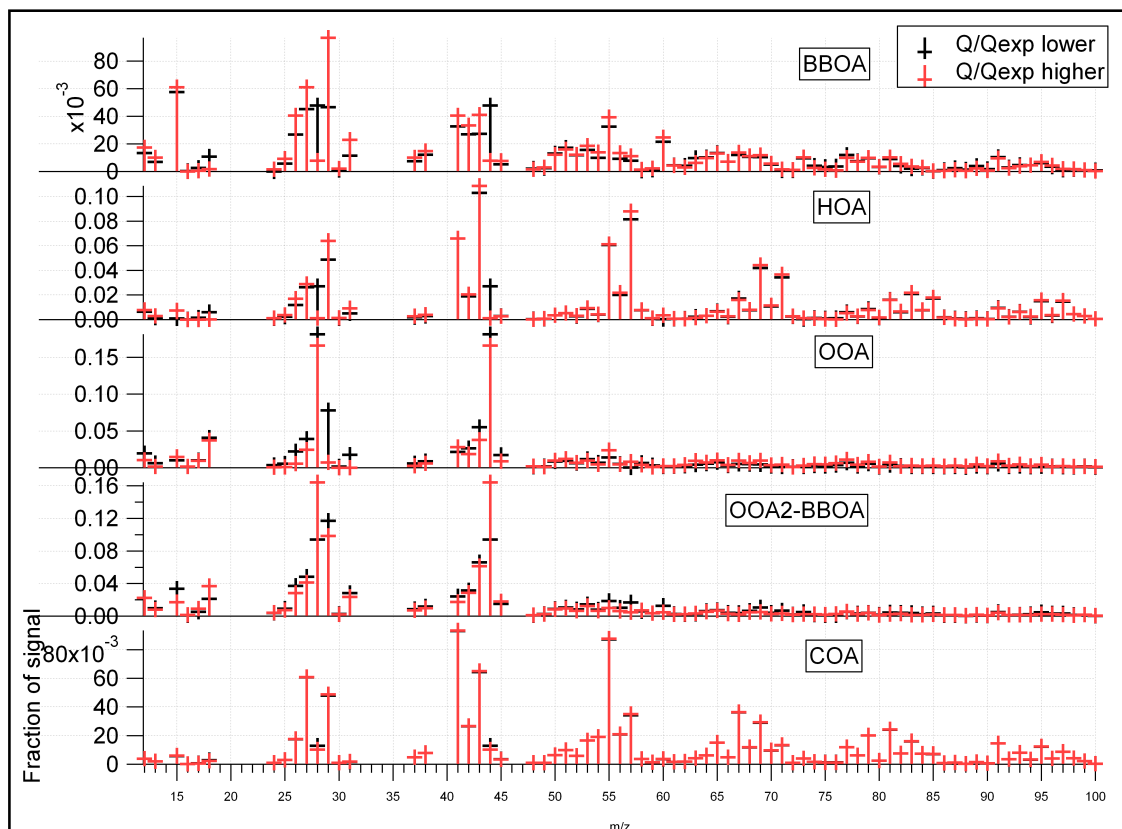 Q/Qexp lower
Q/Qexp higher
BBOA
x10-3
80
60
40
20
0
HOA
0.10
0.08
0.06
0.04
0.02
0.00
OOA
0.15
0.10
0.05
0.00
OOA2-BBOA
0.16
0.12
0.08
0.04
0.00
COA
80x10-3
60
40
20
0
Fraction of signal
15 20 25 30 35 40 45 50 55 60 65 70 75 80 85 90 95 100
m/z